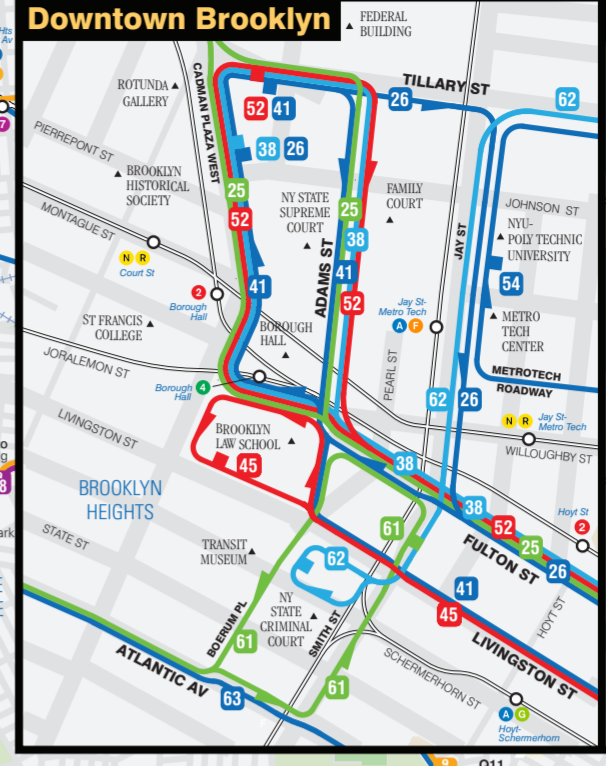 Downtown Brooklyn
FEDERAL
BUILDING
Hts
Av
7
ROTUNDA
GALLERY
CADMAN PLAZA WEST
52 41
TILLARY ST
26
62
38 26
PIERREPONT ST
BROOKLYN
HISTORICAL
SOCIETY
25
52
NY STATE
SUPREME
COURT
25
FAMILY
COURT
JOHNSON ST
MONTAGUE ST
38
NYU-
POLY TECHNIC
UNIVERSITY
JAY ST
N R
Court St
ADAMS ST
41
41
54
2
Borough
Hall
52
Jay St-
Metro Tech
A F
METRO
TECH
CENTER
ST FRANCIS
COLLEGE
BOROUGH
HALL
JORALEMON ST
PEARL ST
METROTECH
ROADWAY
Borough
Hall
4
62 26
LIVINGSTON ST
BROOKLYN
LAW SCHOOL
N R
Jay St-
Metro Tech
WILLOUGHBY ST
45
38
BROOKLYN
HEIGHTS
38
52
25
26
Hoyt St
2
61
STATE ST
TRANSIT
MUSEUM
62
FULTON ST
41
45
BOERUM PL
NY
STATE
CRIMINAL
COURT
SMITH ST
HOYT ST
61
LIVINGSTON ST
ATLANTIC AV
63
61
SCHERMERHORN ST
A G
Hoyt-
Schermerhorn
9
Q11